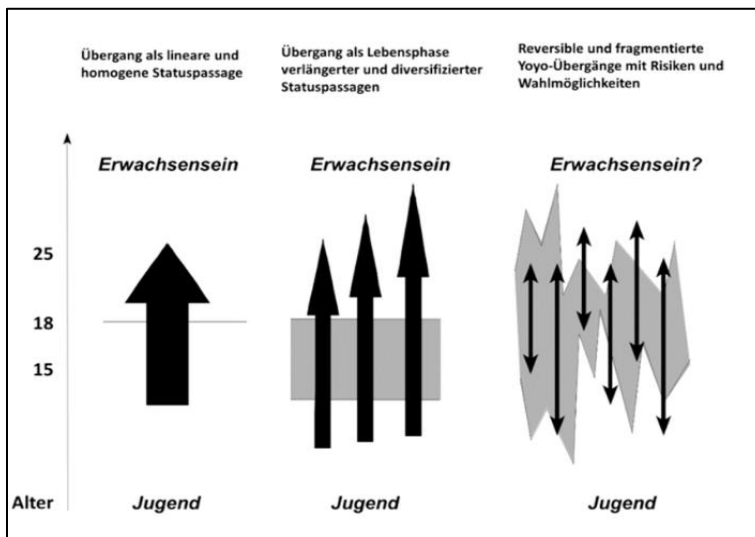 Übergang als lineare und
homogene Statuspassage
Übergang als Lebensphase
verlängerter und diversifizierter
Statuspassagen
Reversible und fragmentierte
Yoyo-Übergänge mit Risiken und
Wahlmöglichkeiten
Erwachsensein
Erwachsensein
Erwachsensein?
25
18
15
Alter
Jugend
Jugend
Jugend